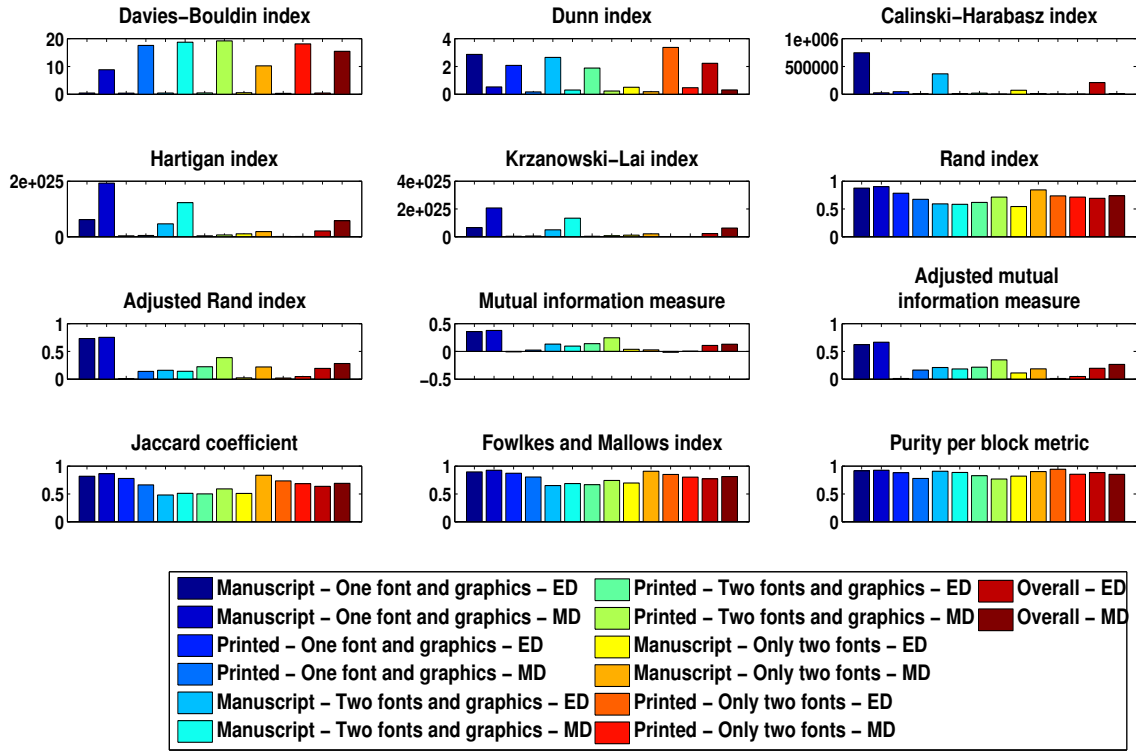 Davies−Bouldin index
20
10
0
Dunn index
4
2
0
Calinski−Harabasz index
1e+006
500000
0
Hartigan index
2e+025
0
Krzanowski−Lai index
4e+025
2e+025
0
Rand index
1
0.5
0
Adjusted Rand index
1
0.5
0
Mutual information measure
0.5
0
−0.5
Adjusted mutual
information measure
1
0.5
0
Jaccard coefficient
1
0.5
0
Fowlkes and Mallows index
1
0.5
0
Purity per block metric
1
0.5
0
Manuscript − One font and graphics − ED
Manuscript − One font and graphics − MD
Printed − One font and graphics − ED
Printed − One font and graphics − MD
Manuscript − Two fonts and graphics − ED
Manuscript − Two fonts and graphics − MD
Printed − Two fonts and graphics − ED
Printed − Two fonts and graphics − MD
Manuscript − Only two fonts − ED
Manuscript − Only two fonts − MD
Printed − Only two fonts − ED
Printed − Only two fonts − MD
Overall − ED
Overall − MD